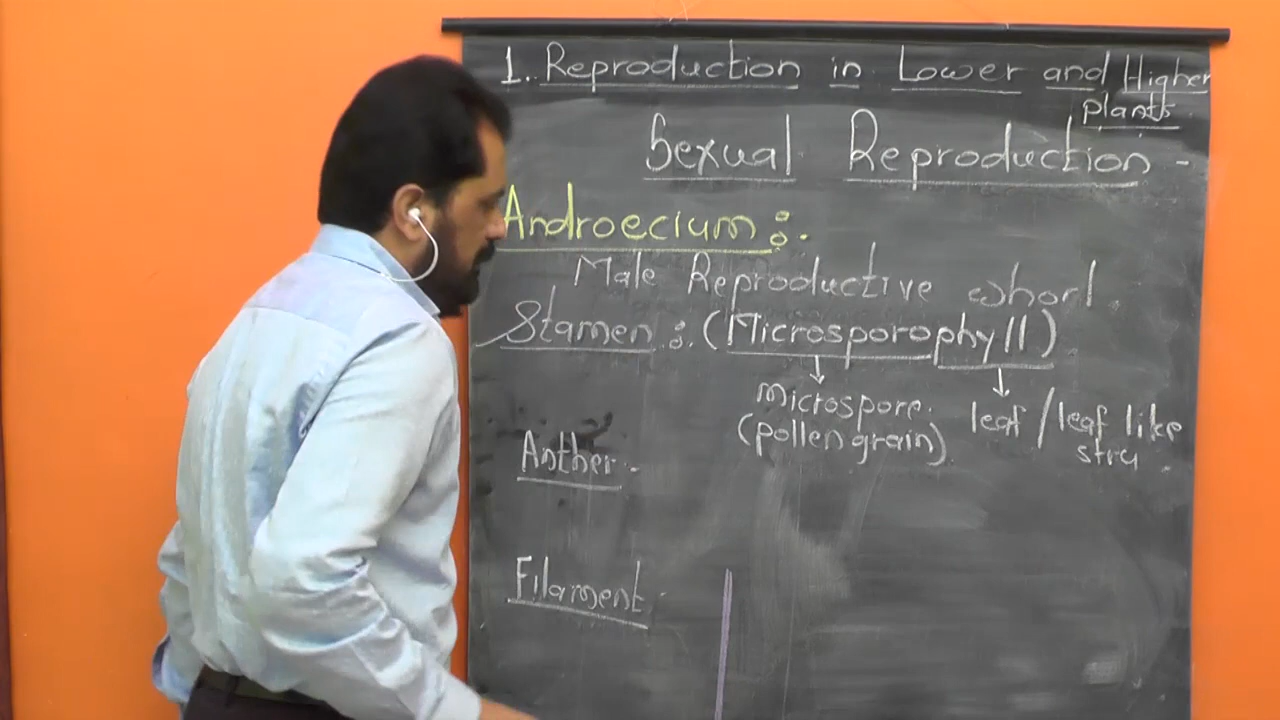 1.. Reproduction in Lower and Higher
plants
Sexual Reproduction -
Androecium :.
Male Reproductive whorl.
Stamen :. (Microsporophyll)
microspore.
(pollen grain)
leaf / leaf like
stru .
Anther -
Filament -